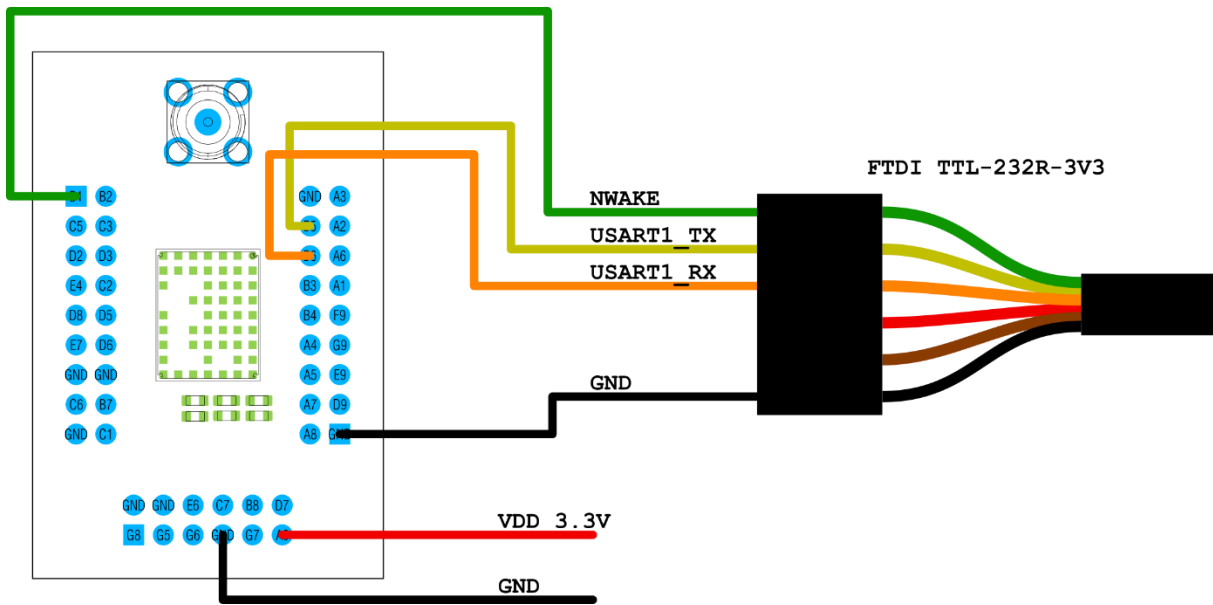 FTDI TTL-232R-3V3
NWAKE
USART1_TX
USART1_RX
GND
B2
C5 C3
D2 D3
E4 C2
D8 D5
E7 D6
GND GND
C6 B7
GND C1
GND A3
A2
A6
B3 A1
B4 F9
A4 G9
A5 E9
A7 D9
A8 GND
GND GND E6 C7 B8 D7
G8 G5 G6 GND G7
VDD 3.3V
GND